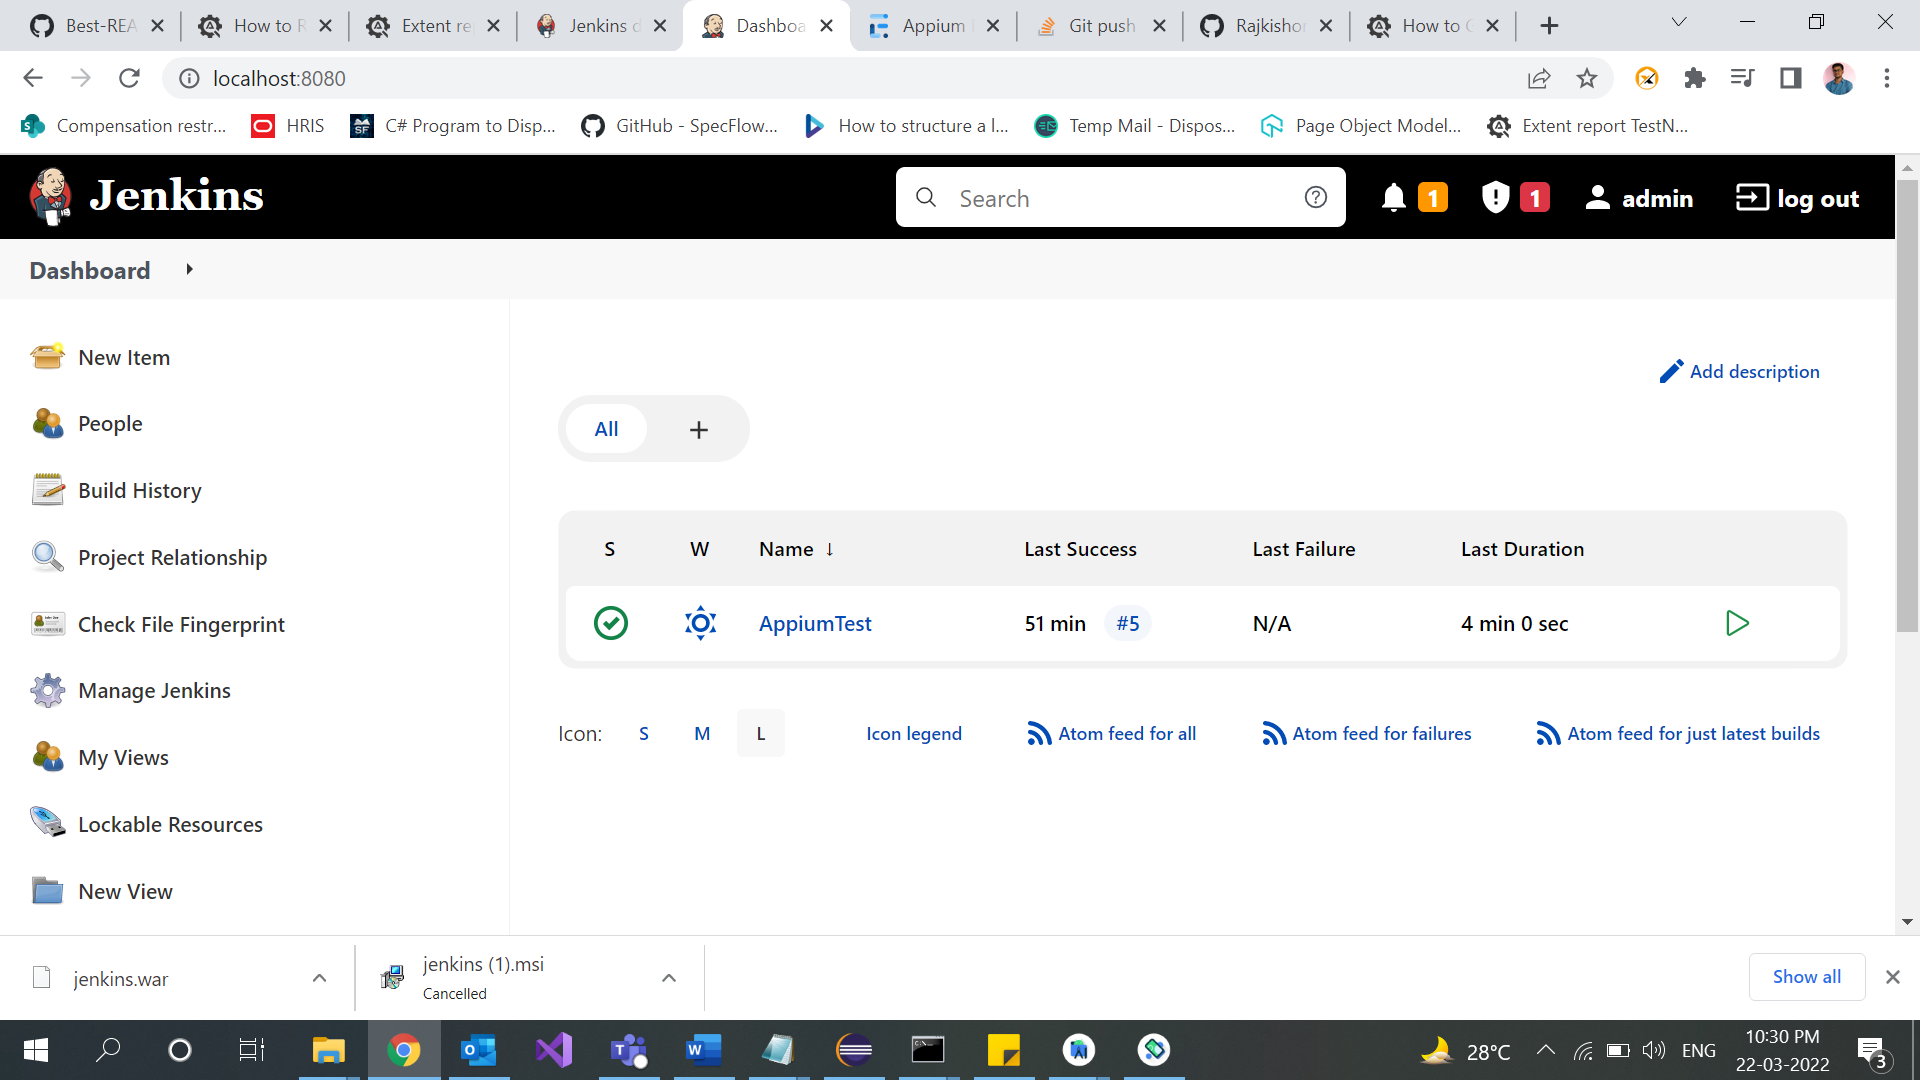 Best-REA
How to R
Extent re
Jenkins d
Dashboa
Appium
Git push
Rajkishor
How to C
localhost:8080
Compensation restr...
HRIS
C# Program to Disp...
GitHub - SpecFlow...
How to structure a l...
Temp Mail - Dispos...
Page Object Model...
Extent report TestN...
Jenkins
Search
1
1
admin
log out
Dashboard
New Item
People
Build History
Project Relationship
Check File Fingerprint
Manage Jenkins
My Views
Lockable Resources
New View
Add description
All
+
S W Name ↓ Last Success Last Failure Last Duration
AppiumTest 51 min #5 N/A 4 min 0 sec
Icon: S M L
Icon legend
Atom feed for all
Atom feed for failures
Atom feed for just latest builds
jenkins.war
jenkins (1).msi
Cancelled
Show all
28°C
ENG
10:30 PM
22-03-2022
3